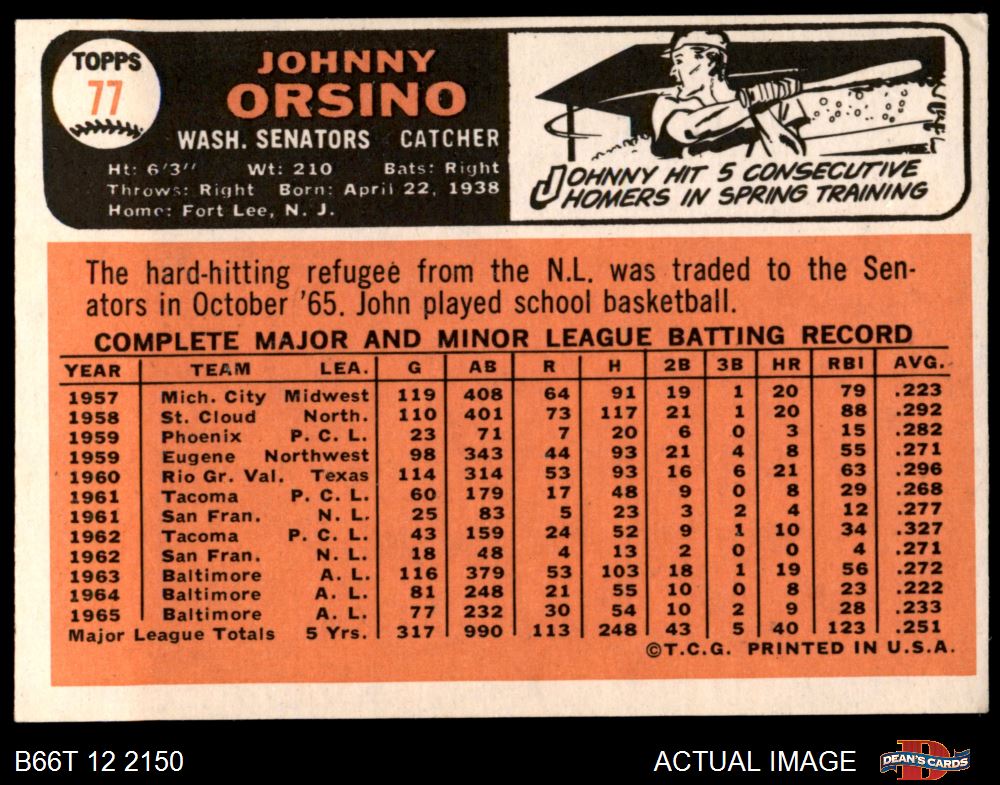 TOPPS
77
JOHNNY
ORSINO
WASH. SENATORS CATCHER
Ht: 6'3" Wt: 210 Bats: Right
Throws: Right Born: April 22, 1938
Home: Fort Lee, N. J.
JOHNNY HIT 5 CONSECUTIVE
HOMERS IN SPRING TRAINING
The hard-hitting refugee from the N.L. was traded to the Sen-
ators in October '65. John played school basketball.
COMPLETE MAJOR AND MINOR LEAGUE BATTING RECORD
YEAR TEAM LEA. G AB R H 2B 3B HR RBI AVG.
1957 Mich. City Midwest 119 408 64 91 19 1 20 79 .223
1958 St. Cloud North. 110 401 73 117 21 1 20 88 .292
1959 Phoenix P. C. L. 23 71 7 20 6 0 3 15 .282
1959 Eugene Northwest 98 343 44 93 21 4 8 55 .271
1960 Rio Gr. Val. Texas 114 314 53 93 16 6 21 63 .296
1961 Tacoma P. C. L. 60 179 17 48 9 0 8 29 .268
1961 San Fran. N. L. 25 83 5 23 3 2 4 12 .277
1962 Tacoma P. C. L. 43 159 24 52 9 1 10 34 .327
1962 San Fran. N. L. 18 48 4 13 2 0 0 4 .271
1963 Baltimore A. L. 116 379 53 103 18 1 19 56 .272
1964 Baltimore A. L. 81 248 21 55 10 0 8 23 .222
1965 Baltimore A. L. 77 232 30 54 10 2 9 28 .233
Major League Totals 5 Yrs. 317 990 113 248 43 5 40 123 .251
©T.C.G. PRINTED IN U.S.A.
B66T 12 2150 ACTUAL IMAGE DEAN'S CARDS